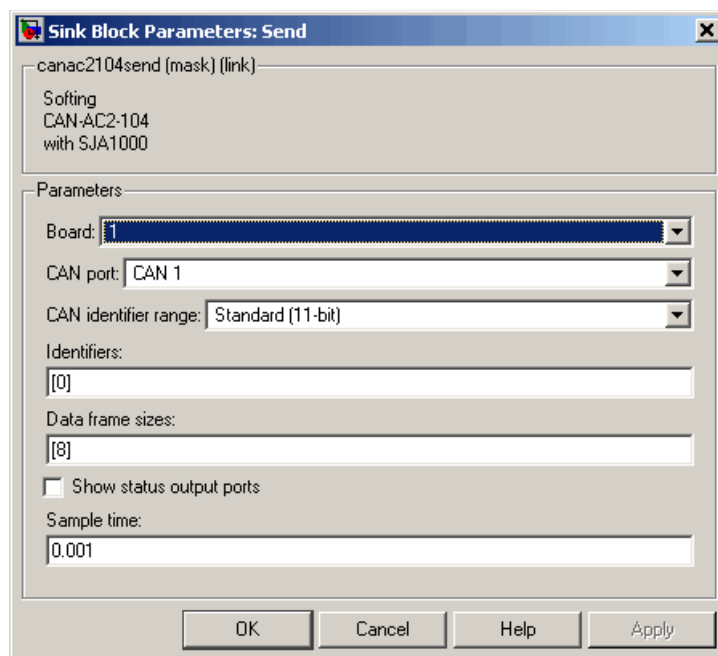 Sink Block Parameters: Send
canac2104send (mask) (link)
Softing
CAN-AC2-104
with SJA1000
Parameters
Board: 1
CAN port: CAN 1
CAN identifier range: Standard (11-bit)
Identifiers:
[0]
Data frame sizes:
[8]
Show status output ports
Sample time:
0.001
OK Cancel Help Apply